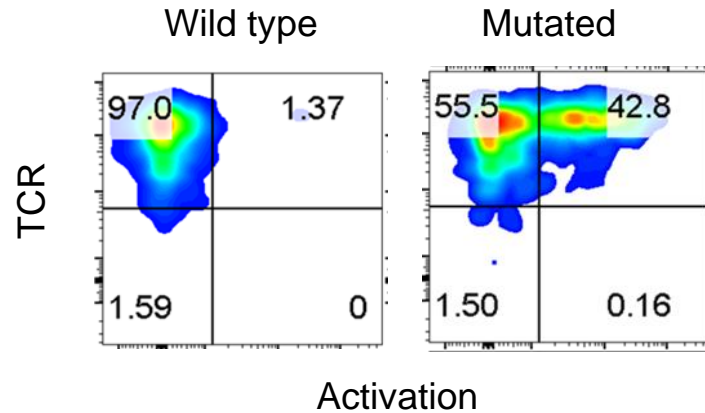 Wild type Mutated
97.0 1.37 55.5 42.8
TCR
1.59 0 1.50 0.16
Activation